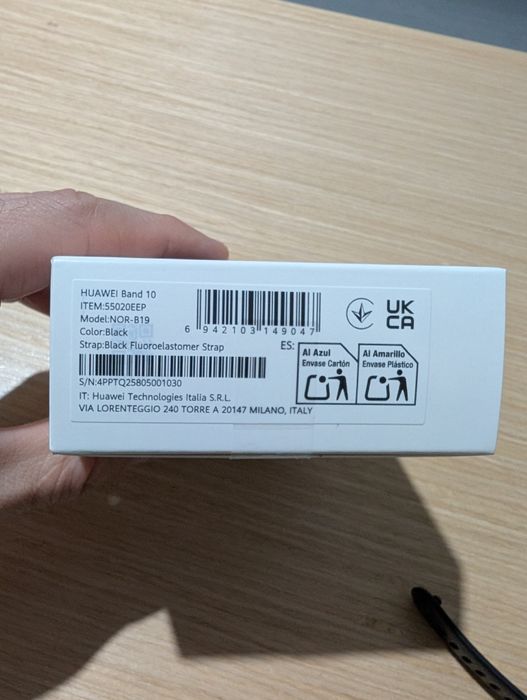 HUAWEI Band 10
ITEM:55020EEP
Model:NOR-B19
Color:Black
Strap:Black Fluoroelastomer Strap
6 942103 149047
S/N:4PPTQ25805001030
IT: Huawei Technologies Italia S.R.L.
VIA LORENTEGGIO 240 TORRE A 20147 MILANO, ITALY
ES:
Al Azul
Envase Cartón
Al Amarillo
Envase Plástico
UK
CA